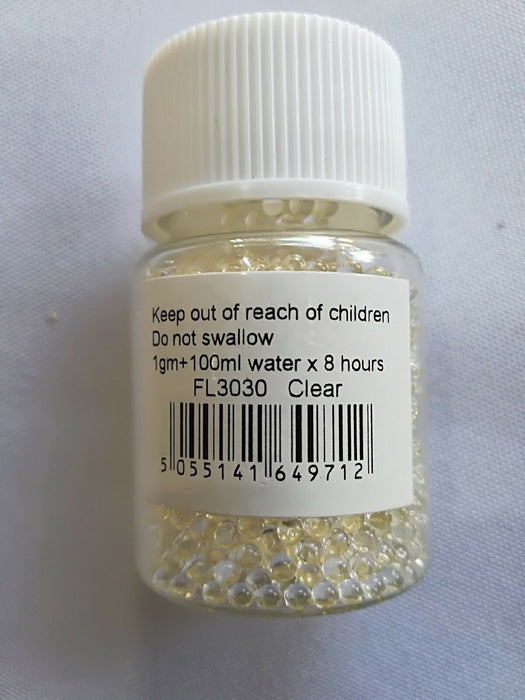 Keep out of reach of children
Do not swallow
1gm+100ml water x 8 hours
FL3030 Clear
5 055141 649712